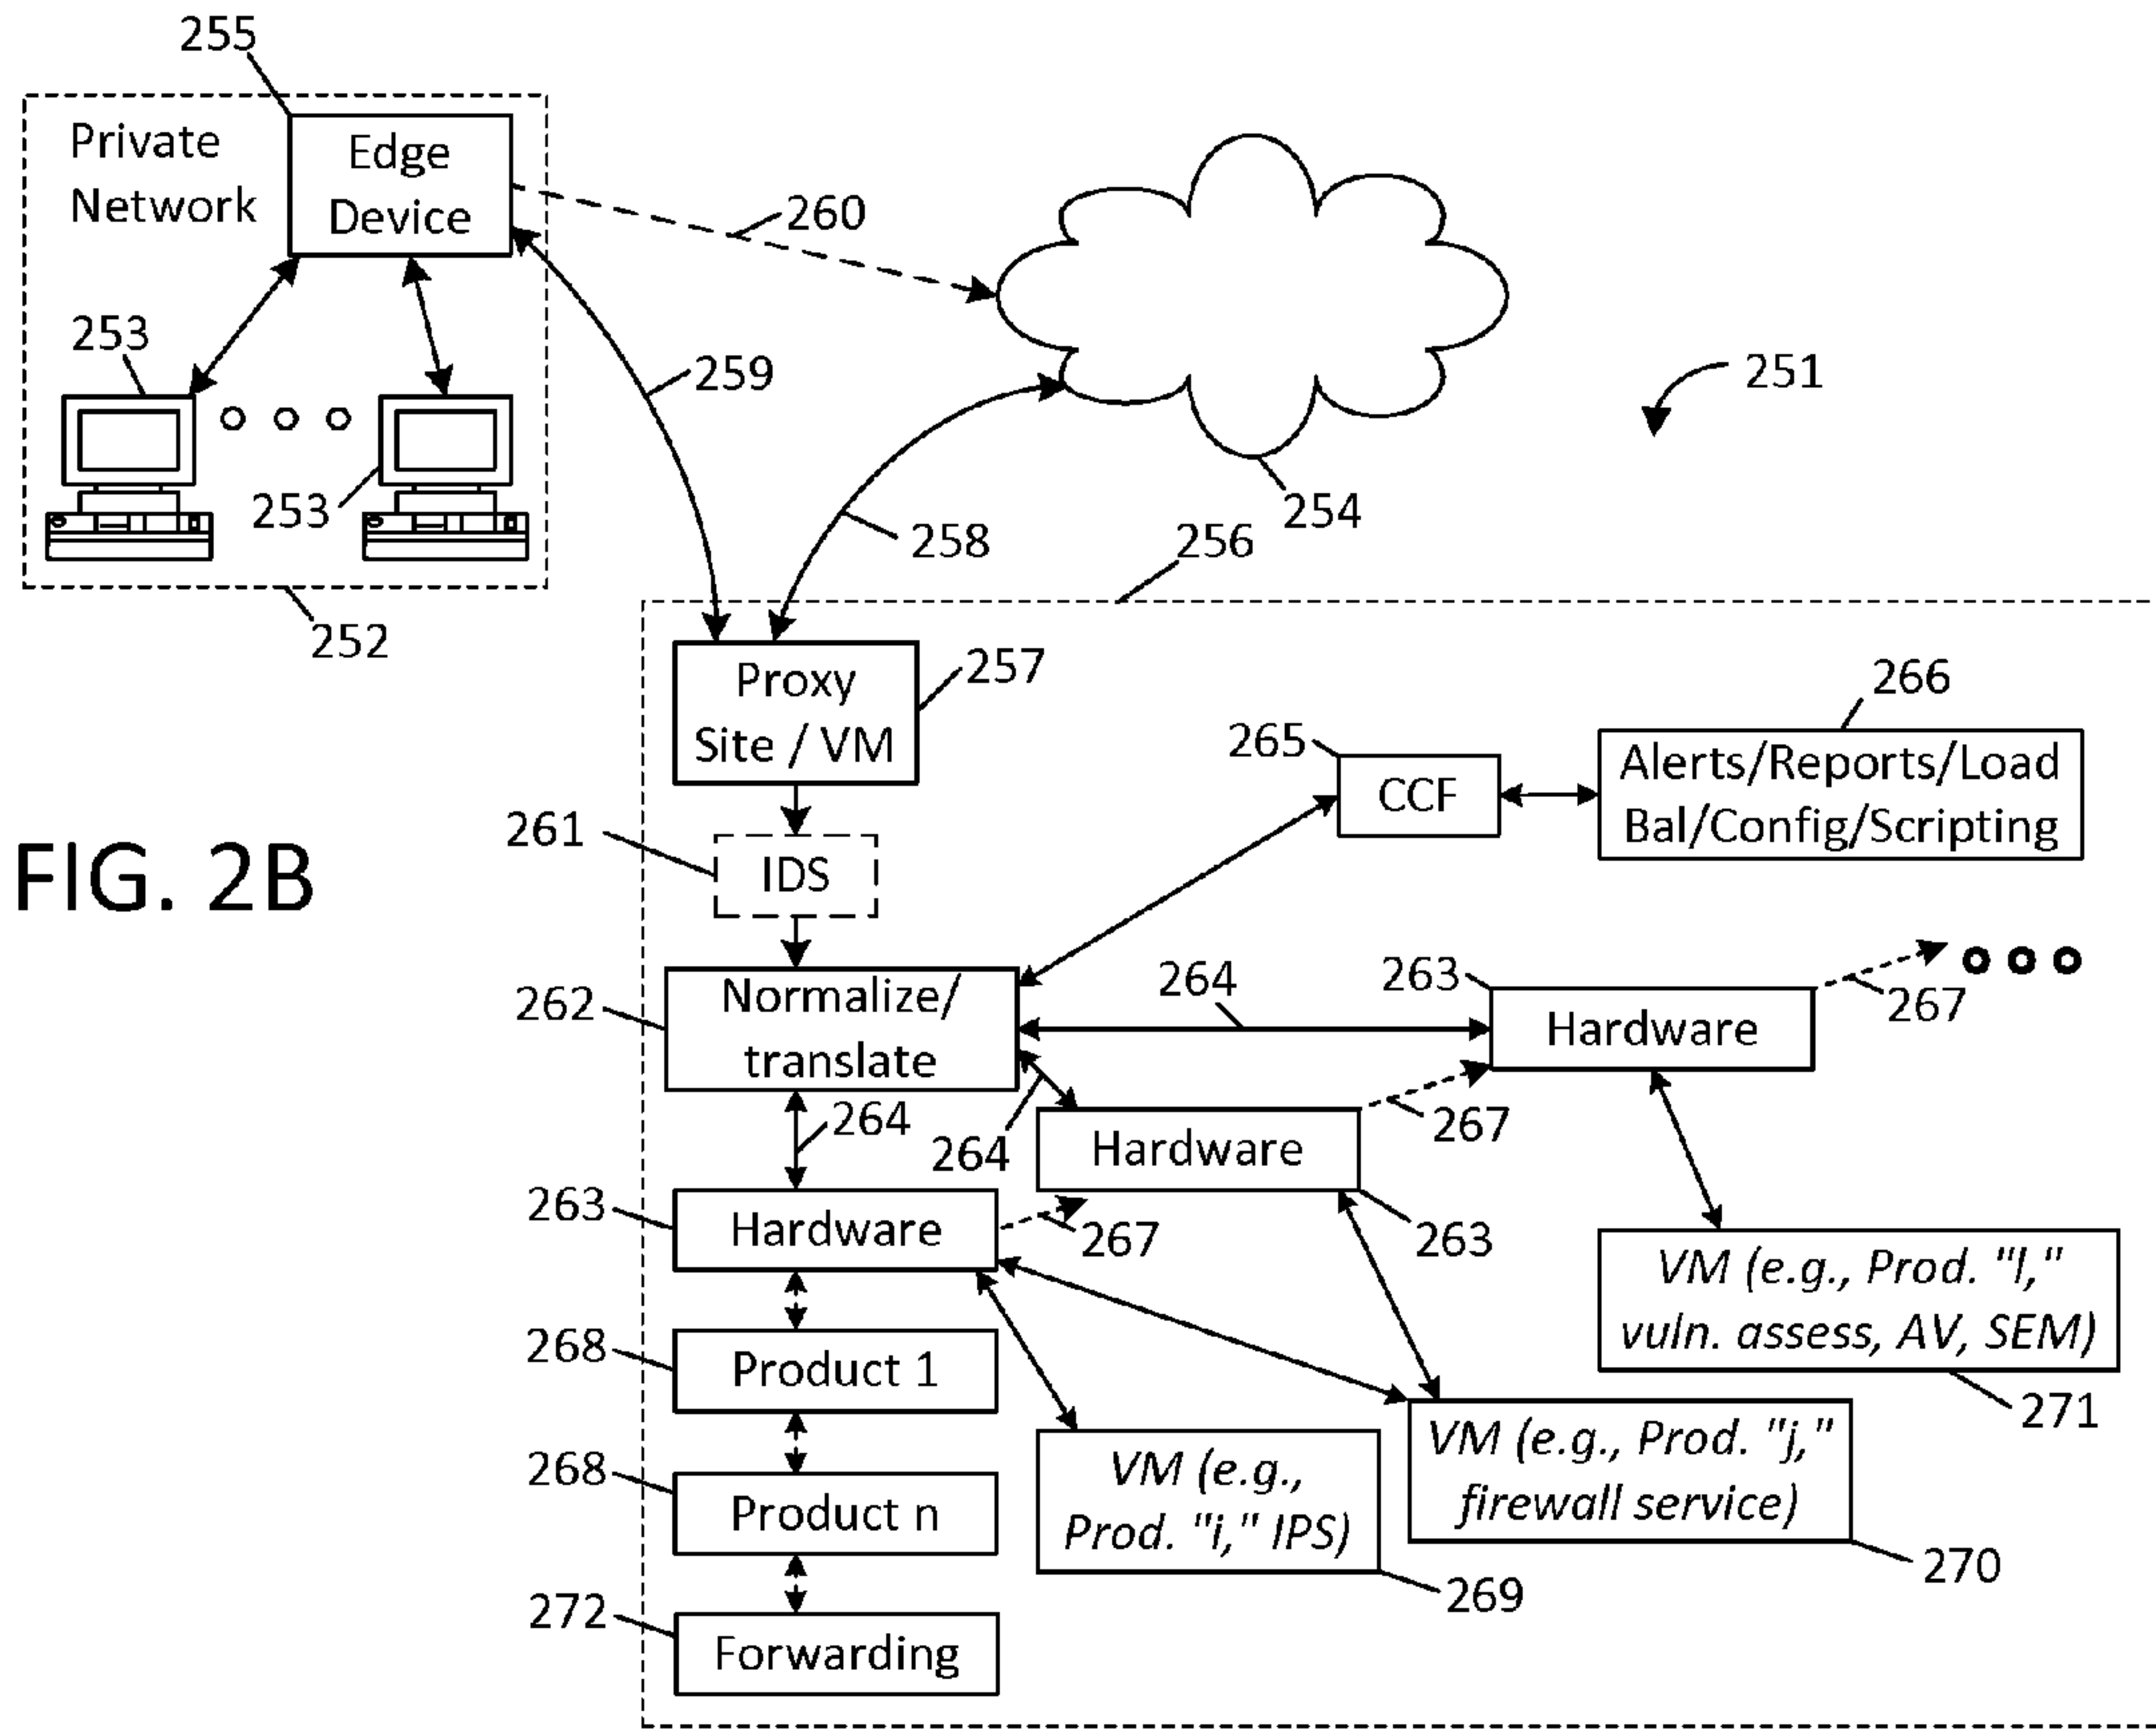 255
Private
Network
Edge
Device
260
253
259
251
253
254
258
256
252
Proxy
Site / VM
257
266
265
CCF
Alerts/Reports/Load
Bal/Config/Scripting
261
IDS
FIG. 2B
262
Normalize/
translate
264
263
Hardware
267
264
264
Hardware
267
263
Hardware
267
263
VM (e.g., Prod. "l,"
vuln. assess, AV, SEM)
271
268
Product 1
VM (e.g., Prod. "j,"
firewall service)
270
268
Product n
VM (e.g.,
Prod. "i," IPS)
269
272
Forwarding